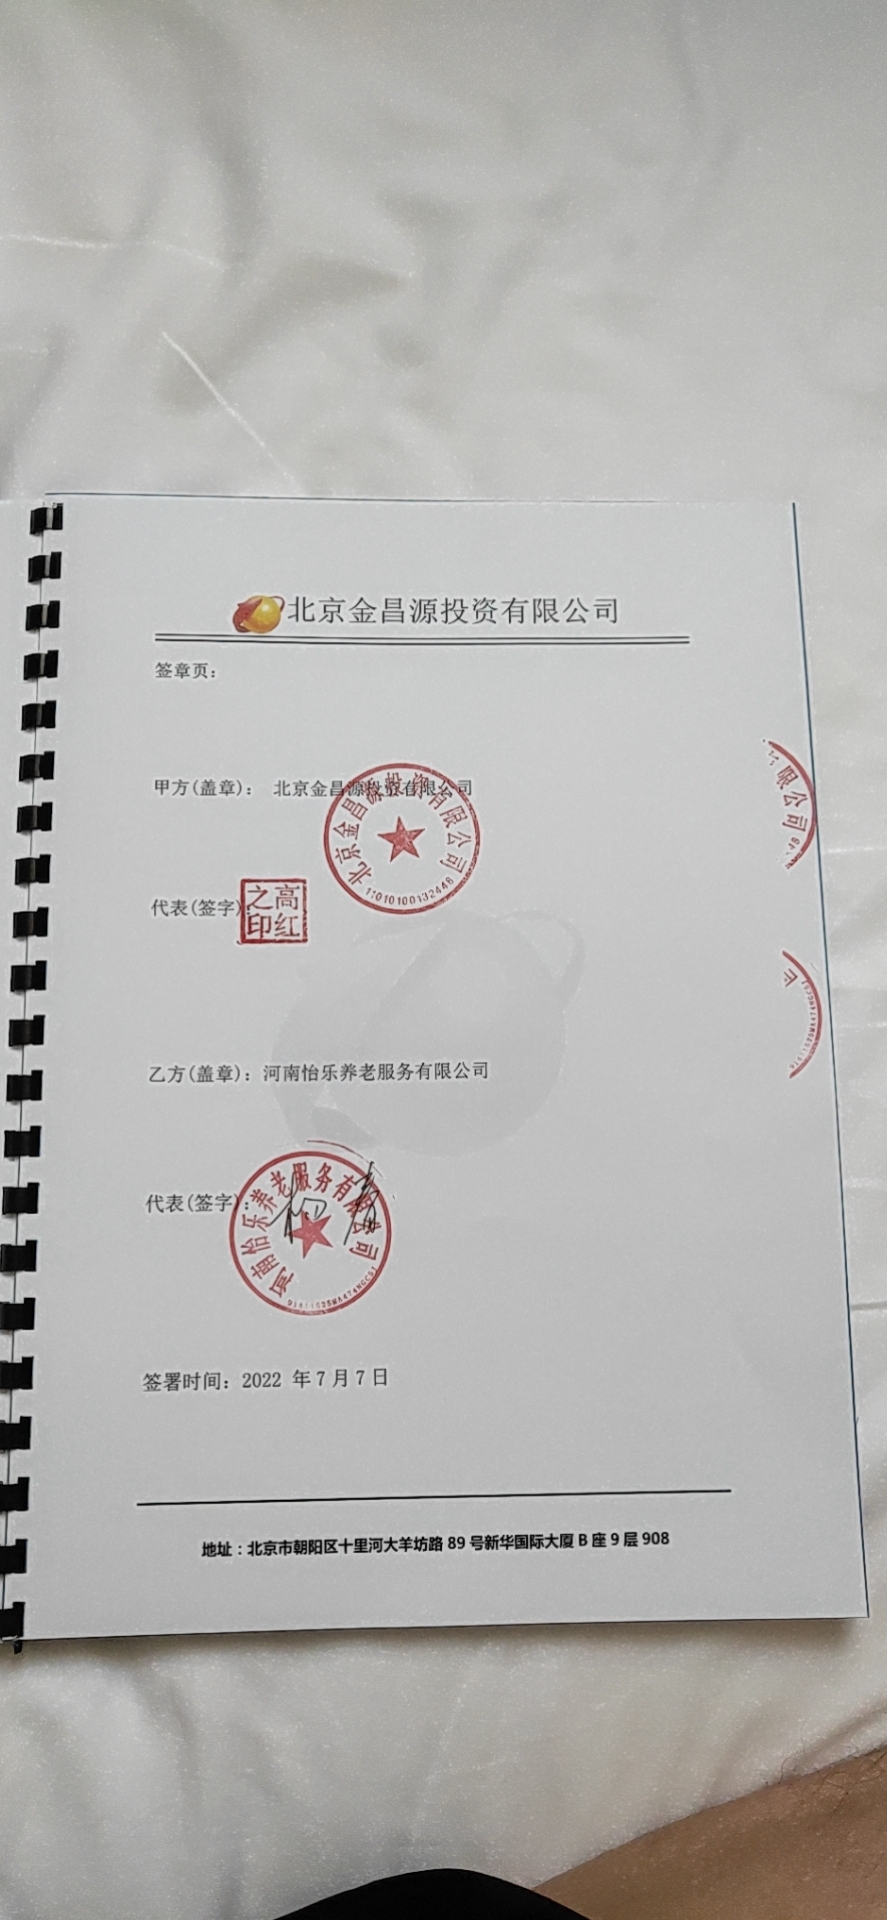 北京金昌源投资有限公司
签章页：
甲方(盖章)： 北京金昌源投资有限公司
北京金昌源投资有限公司
11010100132448
代表(签字)：
高红之印
限公司
乙方(盖章)：河南怡乐养老服务有限公司
代表(签字)：
河南怡乐养老服务有限公司
签署时间：2022 年 7 月 7 日
地址：北京市朝阳区十里河大羊坊路 89 号新华国际大厦 B 座 9 层 908